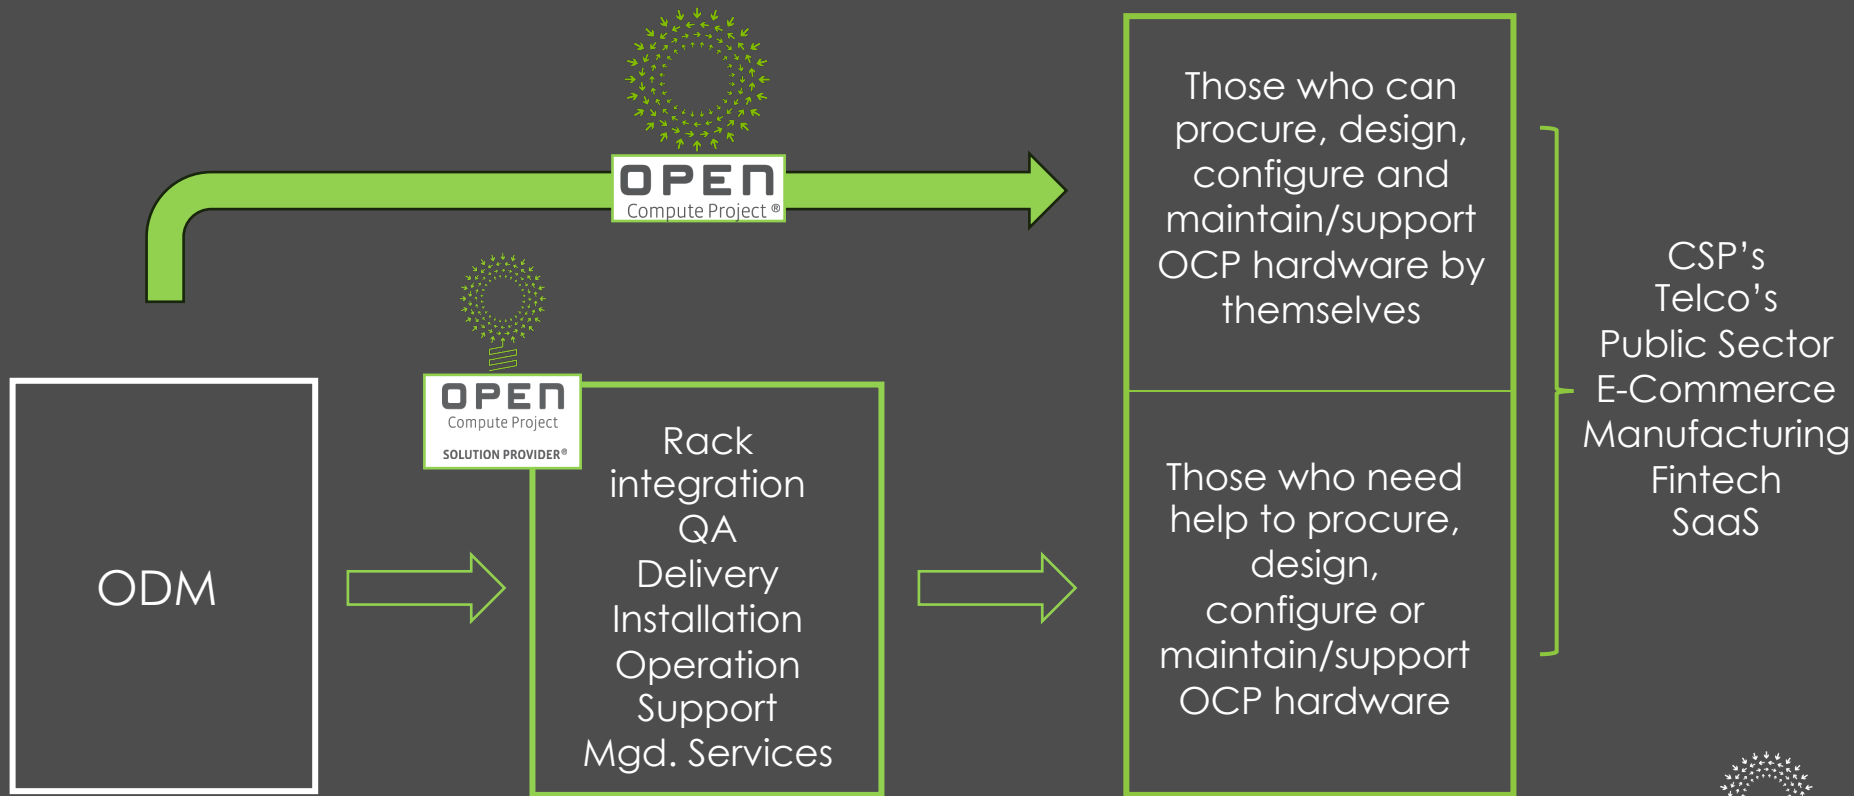 OPEN
Compute Project ®
OPEN
Compute Project
SOLUTION PROVIDER®
ODM
Rack
integration
QA
Delivery
Installation
Operation
Support
Mgd. Services
Those who can
procure, design,
configure and
maintain/support
OCP hardware by
themselves
Those who need
help to procure,
design,
configure or
maintain/support
OCP hardware
CSP's
Telco's
Public Sector
E-Commerce
Manufacturing
Fintech
SaaS